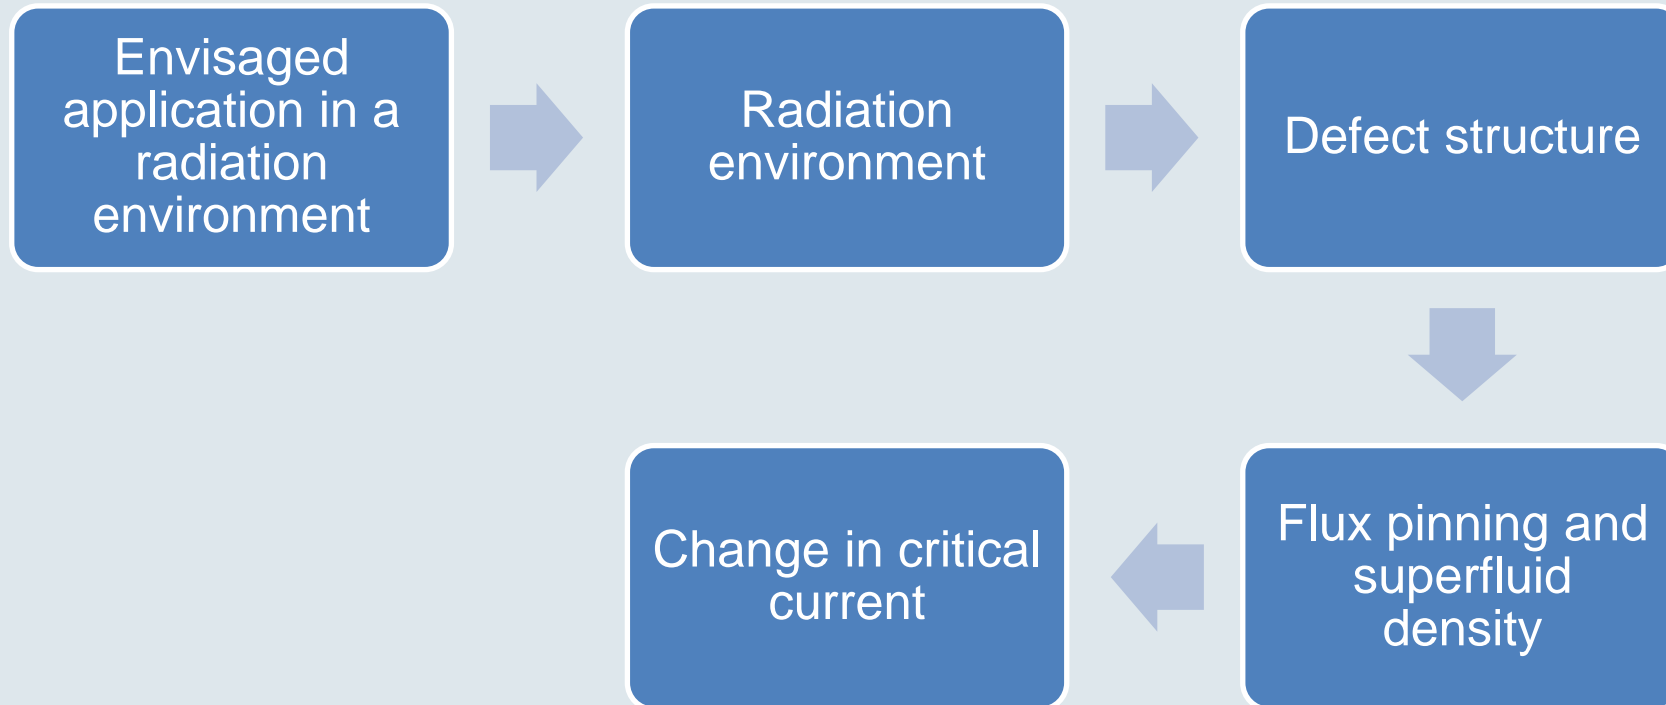 Envisaged
application in a
radiation
environment
Radiation
environment
Defect structure
Flux pinning and
superfluid
density
Change in critical
current